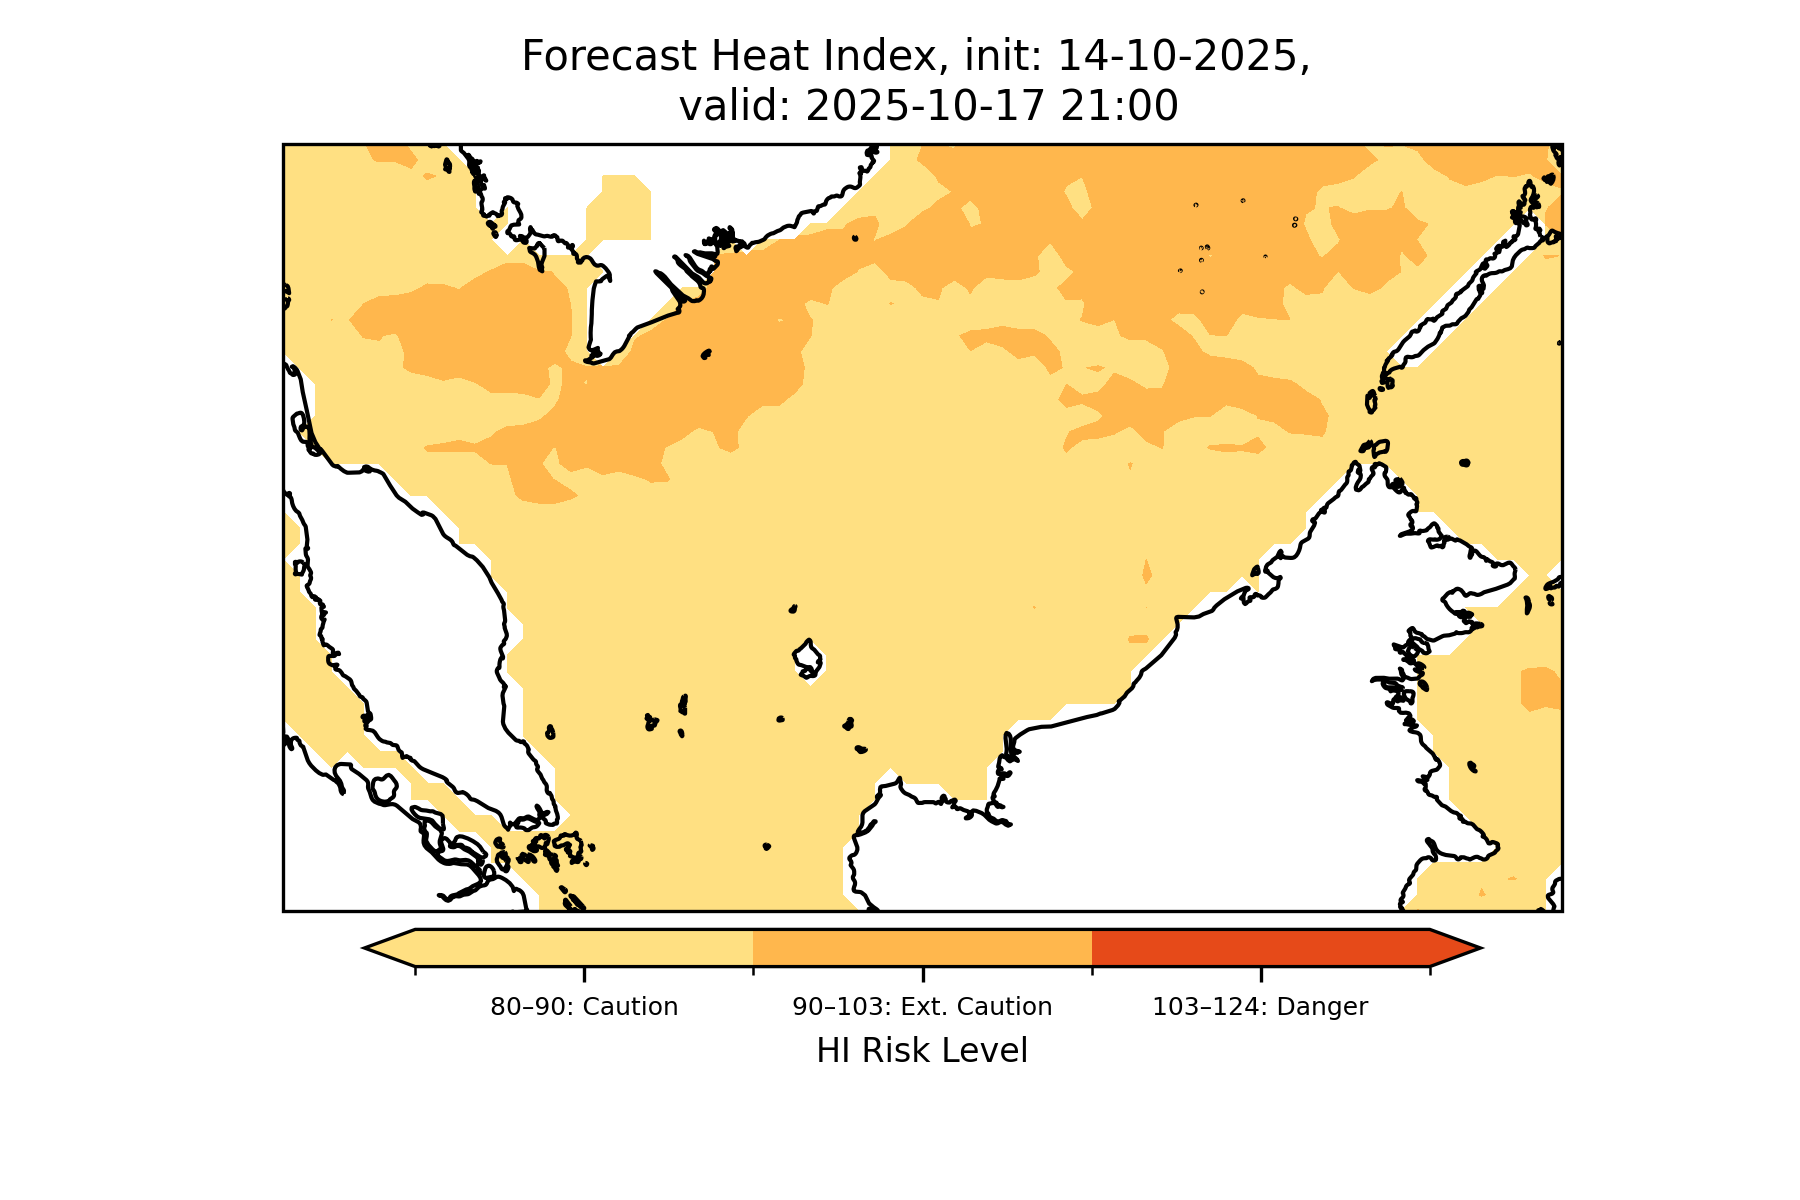 Forecast Heat Index, init: 14-10-2025,
valid: 2025-10-17 21:00
80–90: Caution
90–103: Ext. Caution
103–124: Danger
HI Risk Level